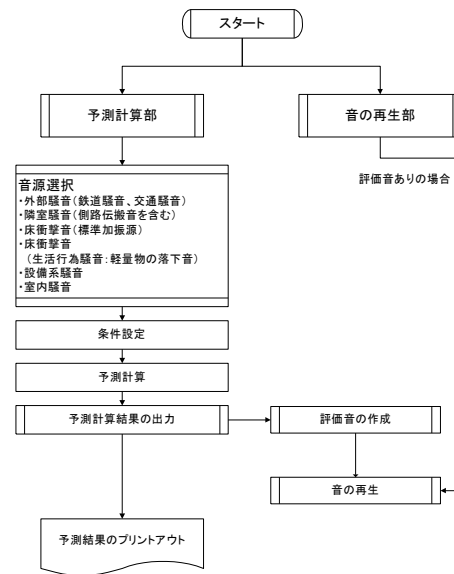 スタート
予測計算部
音の再生部
評価音ありの場合
音源選択
・外部騒音(鉄道騒音、交通騒音)
・隣室騒音(側路伝搬音を含む)
・床衝撃音(標準加振源)
・床衝撃音
(生活行為騒音:軽量物の落下音)
・設備系騒音
・室内騒音
条件設定
予測計算
予測計算結果の出力
評価音の作成
音の再生
予測結果のプリントアウト